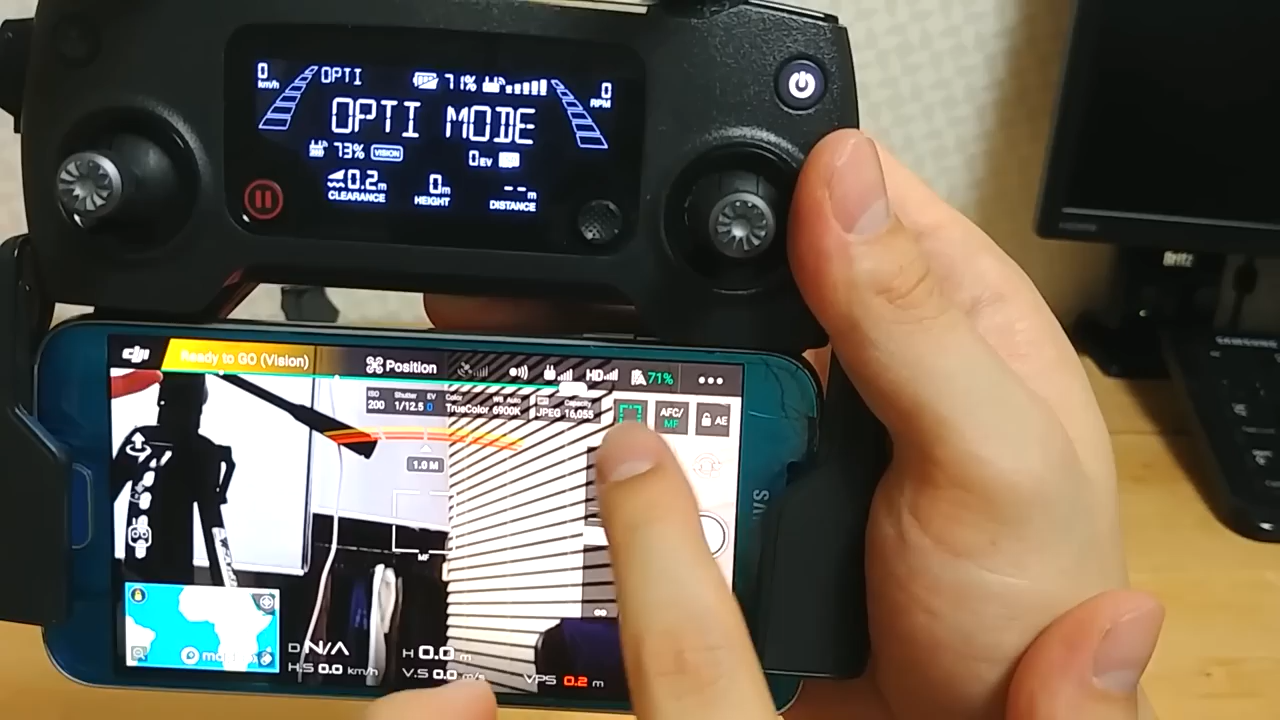 0 km/h OPTI 71% 0 RPM
OPTI MODE
73% VISION 0EV
0.2m 0m --m
CLEARANCE HEIGHT DISTANCE
Britz
SAMSUNG
dji Ready to GO (Vision) Position HD 71%
ISO Shutter EV Color WB Auto Capacity
200 1/12.5 0 TrueColor 6900K JPEG 16,055
AFC/ MF AE
1.0 M
MF
D N/A H 0.0 m
H.S 0.0 km/h V.S 0.0 m/s VPS 0.2 m